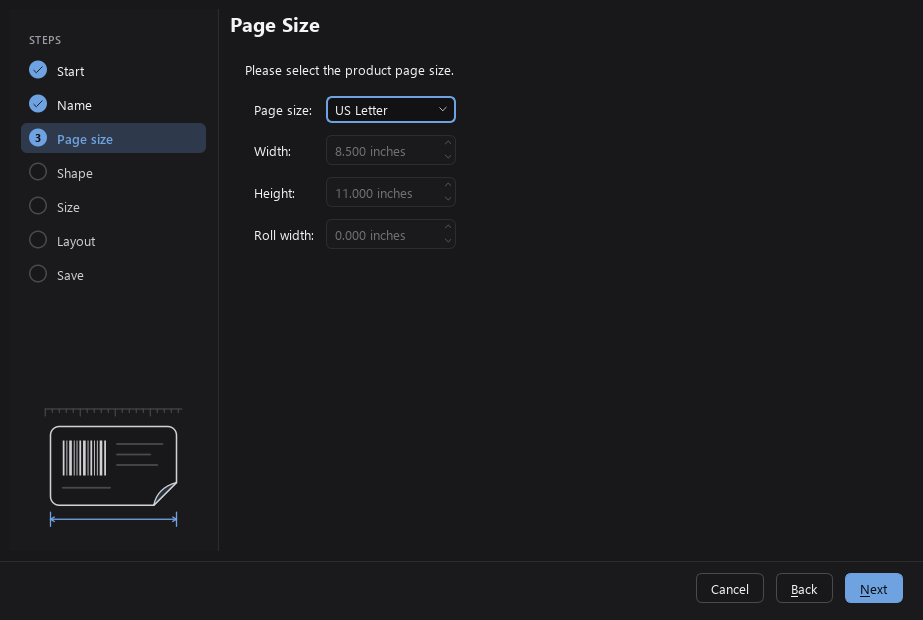 STEPS
Start
Name
3 Page size
Shape
Size
Layout
Save
Page Size
Please select the product page size.
Page size: US Letter
Width: 8.500 inches
Height: 11.000 inches
Roll width: 0.000 inches
Cancel Back Next